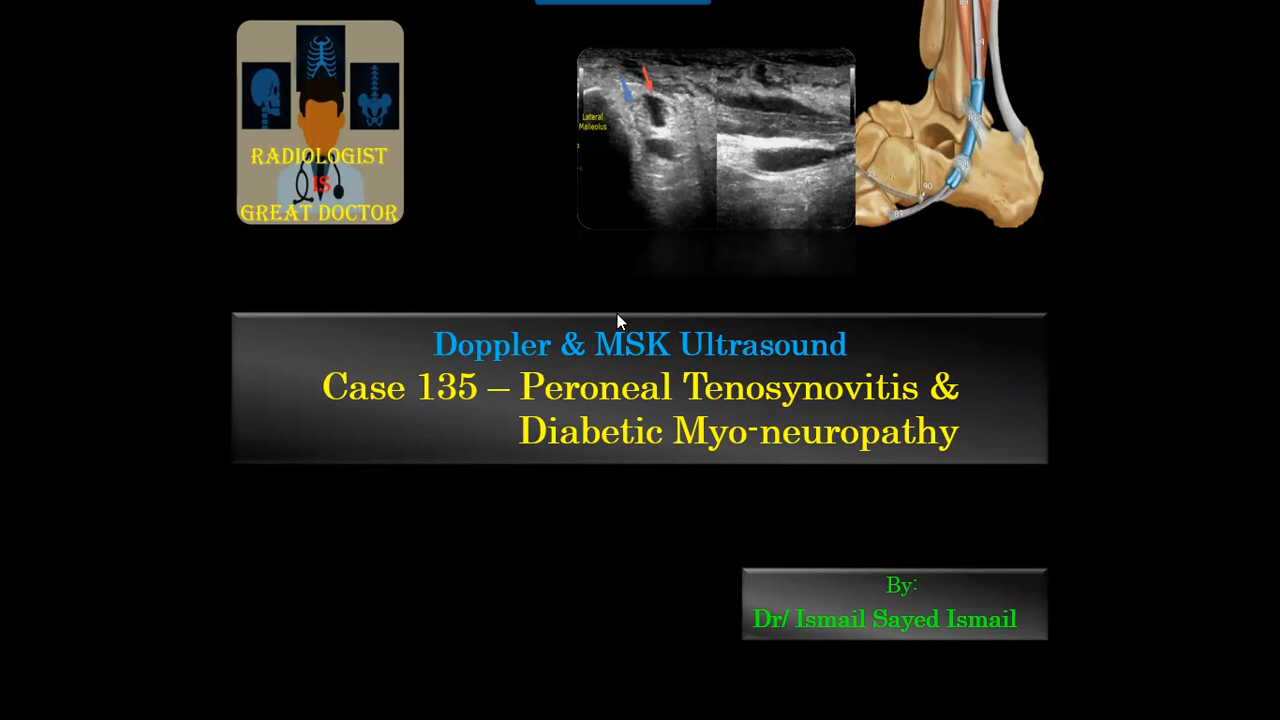 RADIOLOGIST
IS
GREAT DOCTOR
Lateral
Malleolus
90
Doppler & MSK Ultrasound
Case 135 – Peroneal Tenosynovitis &
Diabetic Myo-neuropathy
By:
Dr/ Ismail Sayed Ismail